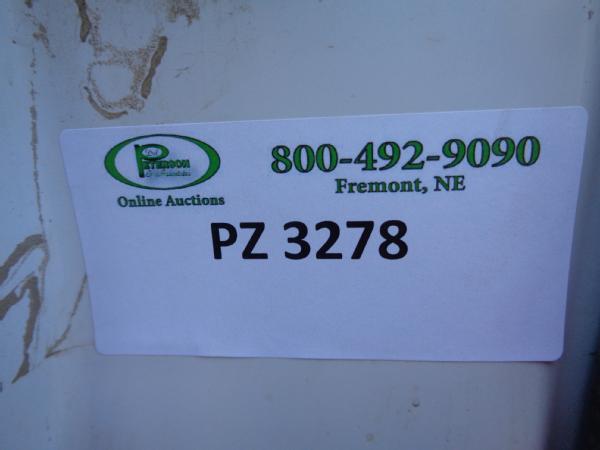 PETERSON
Online Auctions
800-492-9090
Fremont, NE
PZ 3278